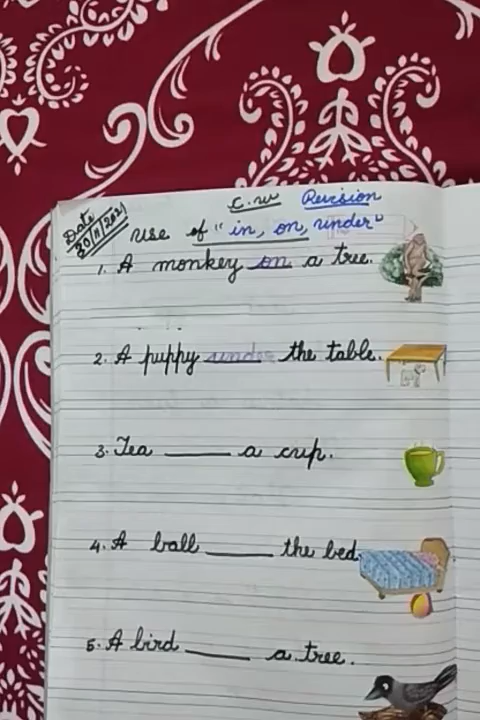 C.W Revision
Date 30/11/2021
use of "in, on, under"
1. A monkey on a tree.
2. A puppy under the table.
3. Tea ____ a cup.
4. A ball ____ the bed.
5. A bird ____ a tree.